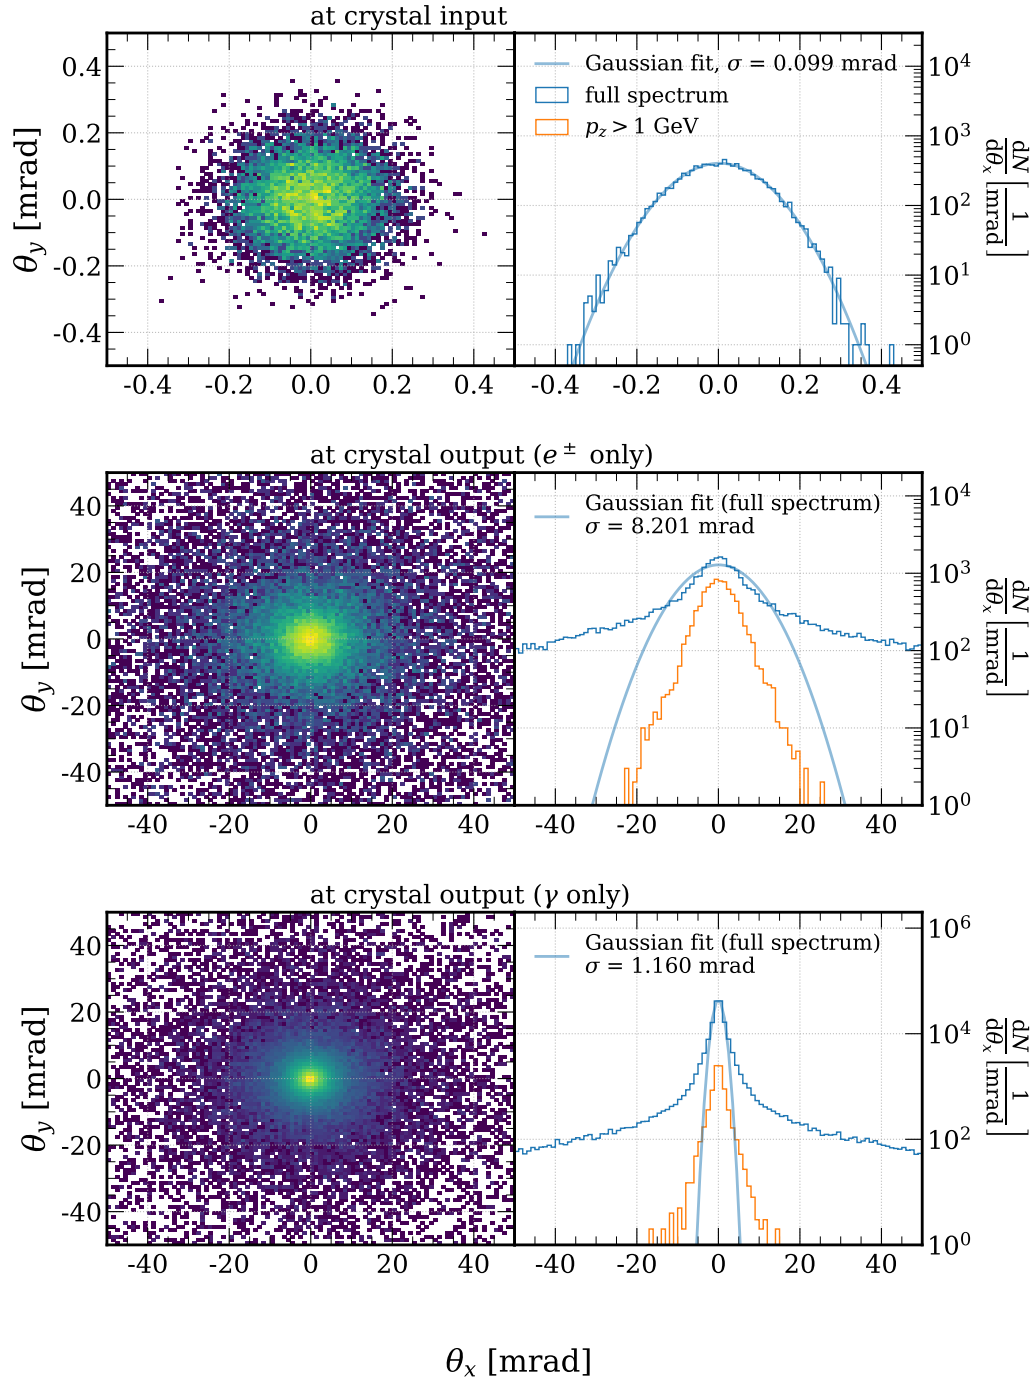 at crystal input
0.4
0.2
0.0
-0.2
-0.4
θy [mrad]
-0.4 -0.2 0.0 0.2 0.4
Gaussian fit, σ = 0.099 mrad
full spectrum
p_z > 1 GeV
10^4
10^3
10^2
10^1
10^0
dN/dθ_x [1/mrad]
-0.4 -0.2 0.0 0.2 0.4
at crystal output (e^± only)
40
20
0
-20
-40
θy [mrad]
-40 -20 0 20 40
Gaussian fit (full spectrum)
σ = 8.201 mrad
10^4
10^3
10^2
10^1
10^0
dN/dθ_x [1/mrad]
-40 -20 0 20 40
at crystal output (γ only)
40
20
0
-20
-40
θy [mrad]
-40 -20 0 20 40
Gaussian fit (full spectrum)
σ = 1.160 mrad
10^6
10^4
10^2
10^0
dN/dθ_x [1/mrad]
-40 -20 0 20 40
θx [mrad]